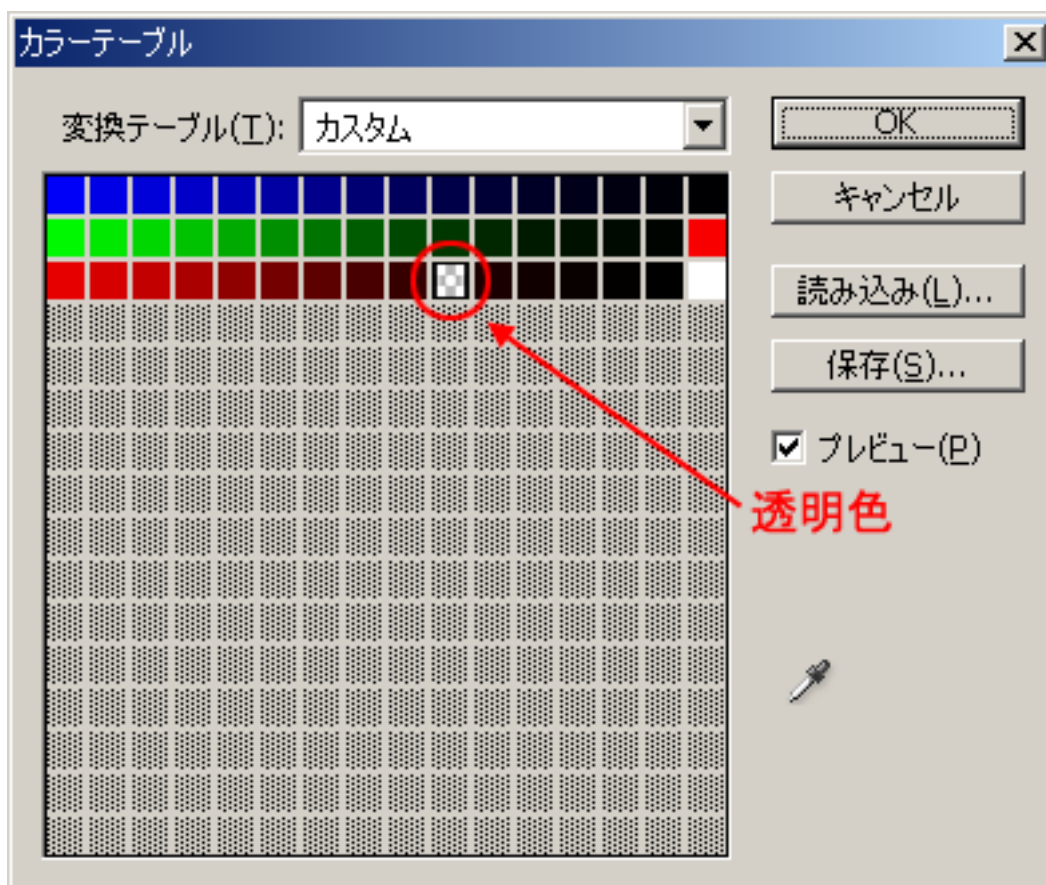 カラーテーブル
変換テーブル(T): カスタム
OK
キャンセル
読み込み(L)...
保存(S)...
プレビュー(P)
透明色